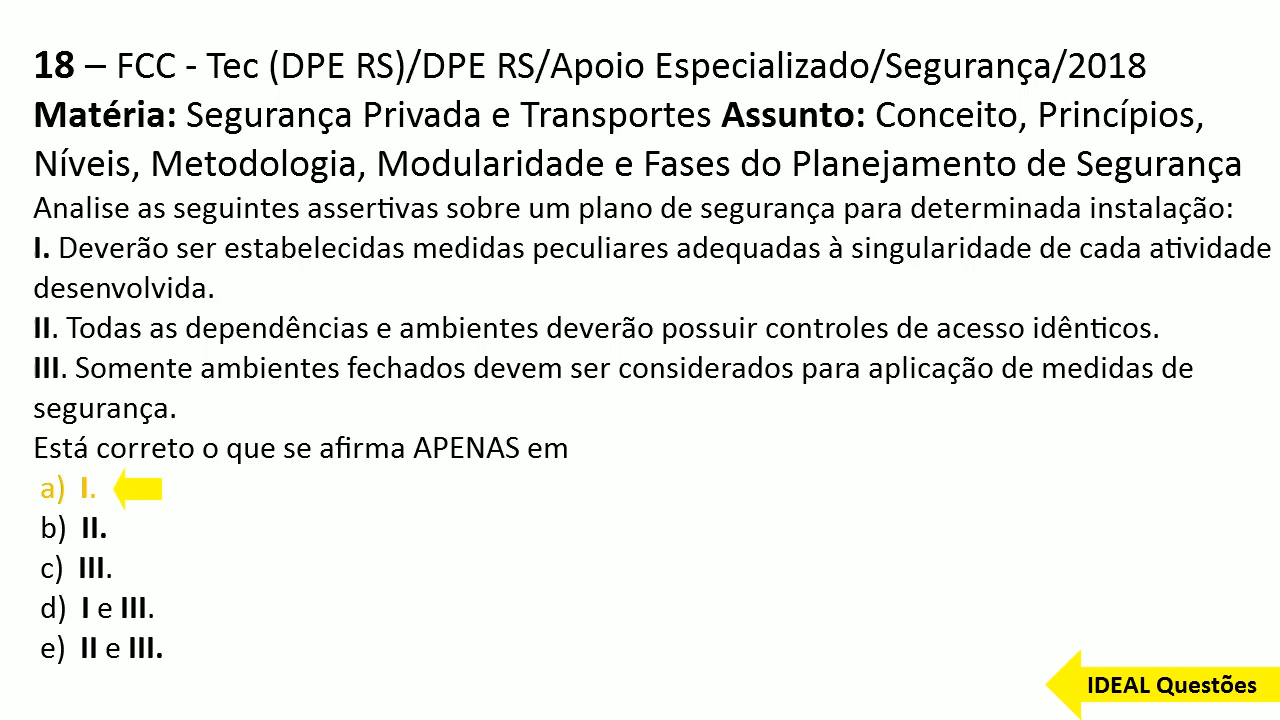 18 – FCC - Tec (DPE RS)/DPE RS/Apoio Especializado/Segurança/2018
Matéria: Segurança Privada e Transportes Assunto: Conceito, Princípios,
Níveis, Metodologia, Modularidade e Fases do Planejamento de Segurança
Analise as seguintes assertivas sobre um plano de segurança para determinada instalação:
I. Deverão ser estabelecidas medidas peculiares adequadas à singularidade de cada atividade
desenvolvida.
II. Todas as dependências e ambientes deverão possuir controles de acesso idênticos.
III. Somente ambientes fechados devem ser considerados para aplicação de medidas de
segurança.
Está correto o que se afirma APENAS em
a) I.
b) II.
c) III.
d) I e III.
e) II e III.
IDEAL Questões